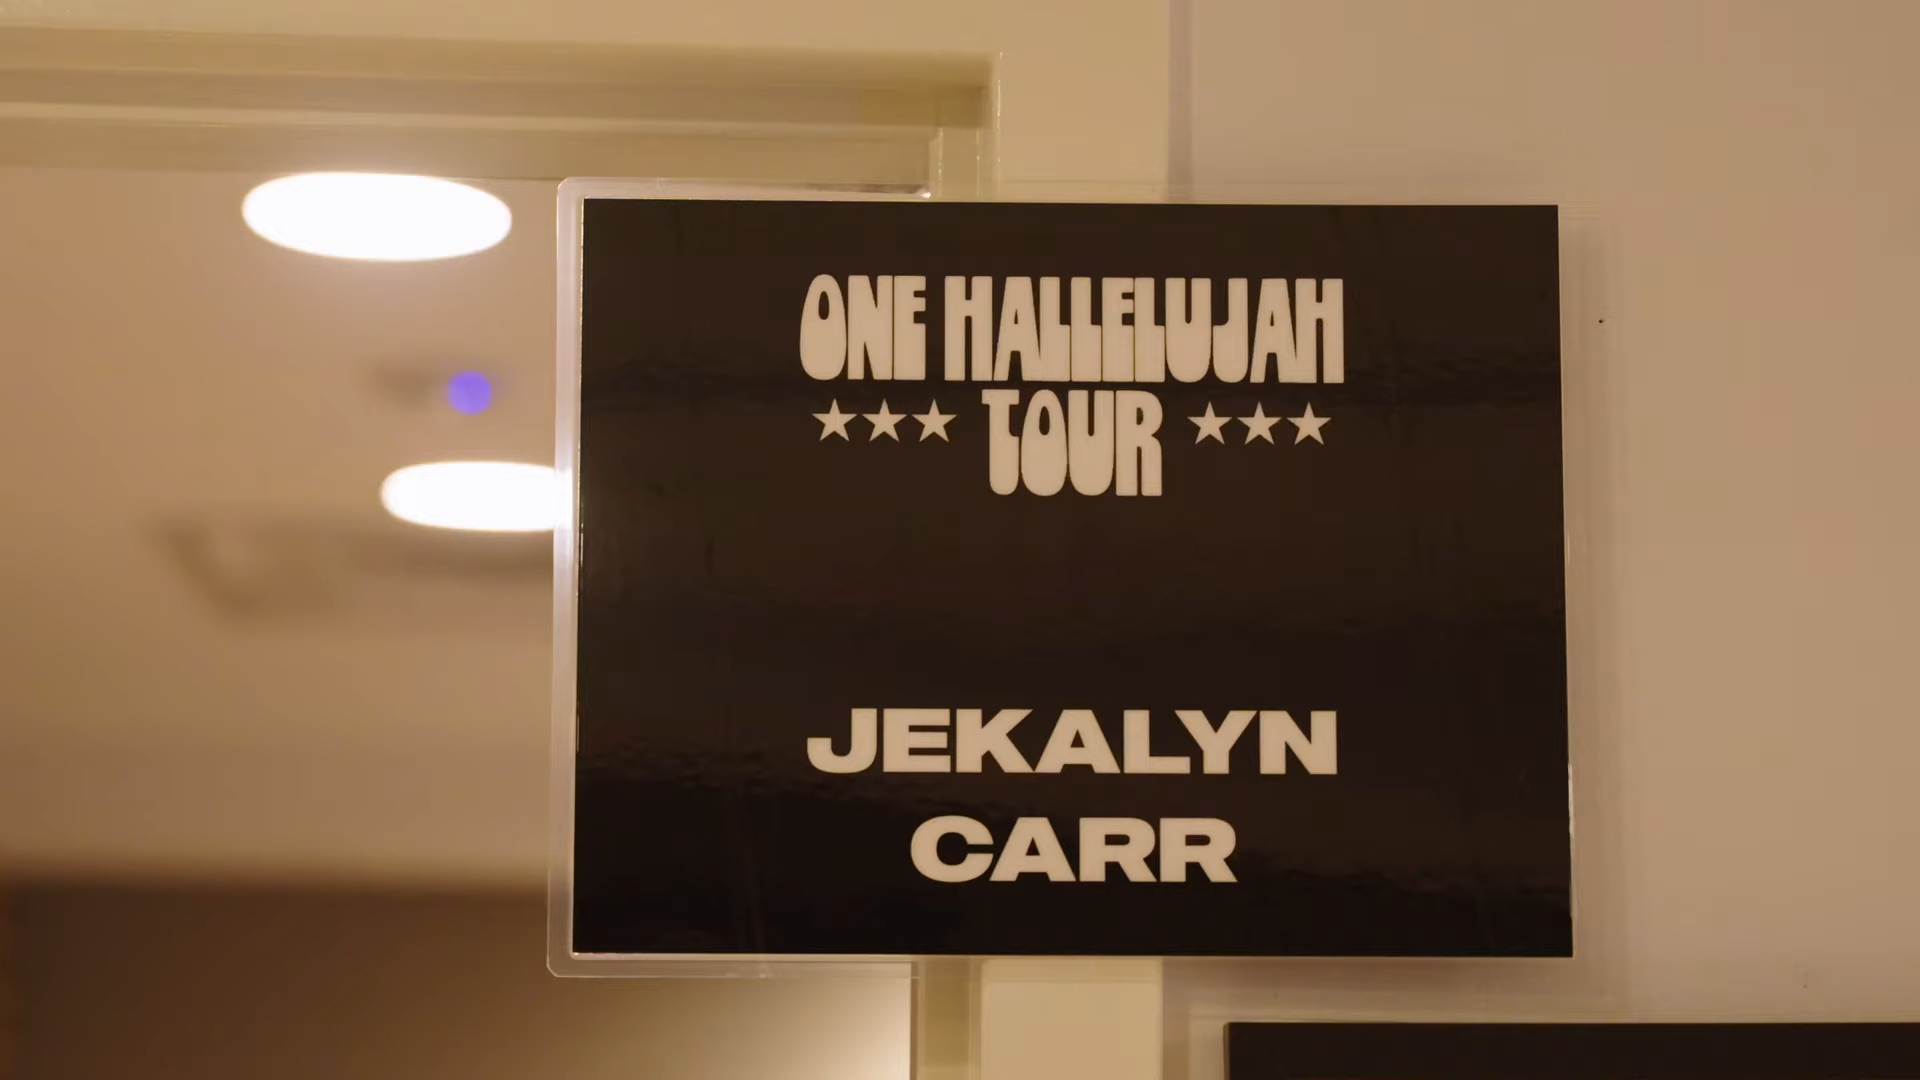 ONE HALLELUJAH
★★★ TOUR ★★★
JEKALYN
CARR